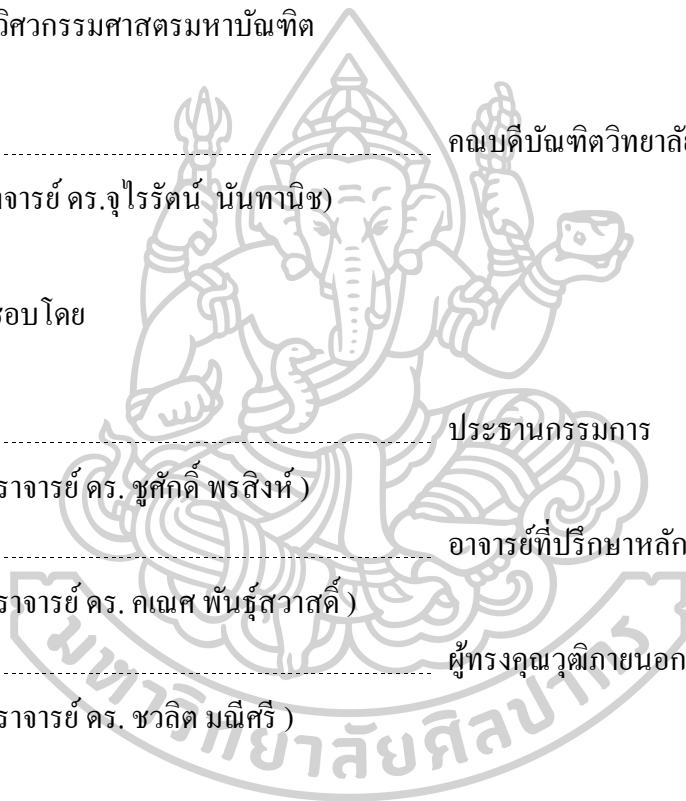 วิศวกรรมศาสตรมหาบัณฑิต
คณบดีบัณฑิตวิทยาลัย
าจารย์ ดร.จุไรรัตน์ นันทานิช)
สอบโดย
ประธานกรรมการ
ราจารย์ ดร. ชูศักดิ์ พรสิงห์ )
อาจารย์ที่ปรึกษาหลัก
ราจารย์ ดร. คเณศ พันธุ์สวาสดิ์ )
ผู้ทรงคุณวุฒิภายนอก
ราจารย์ ดร. ชวลิต มณีศรี )
มหาวิทยาลัยศิลปากร